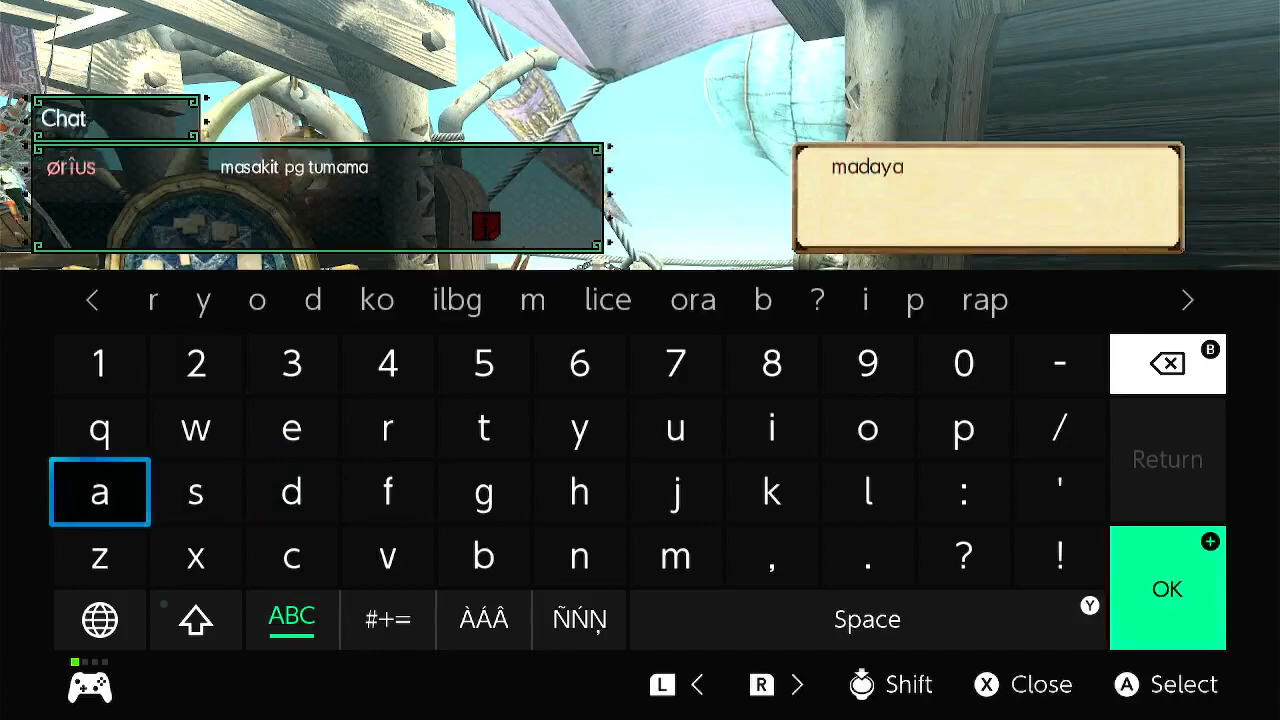 Chat
ørîus masakit pg tumama
madaya
r y o d ko ilbg m lice ora b ? i p rap
1 2 3 4 5 6 7 8 9 0 - B
q w e r t y u i o p / Return
a s d f g h j k l : '
z x c v b n m , . ? ! + OK
ABC #+= ÀÁÂ ÑŃŅ Space Y
L R Shift X Close A Select